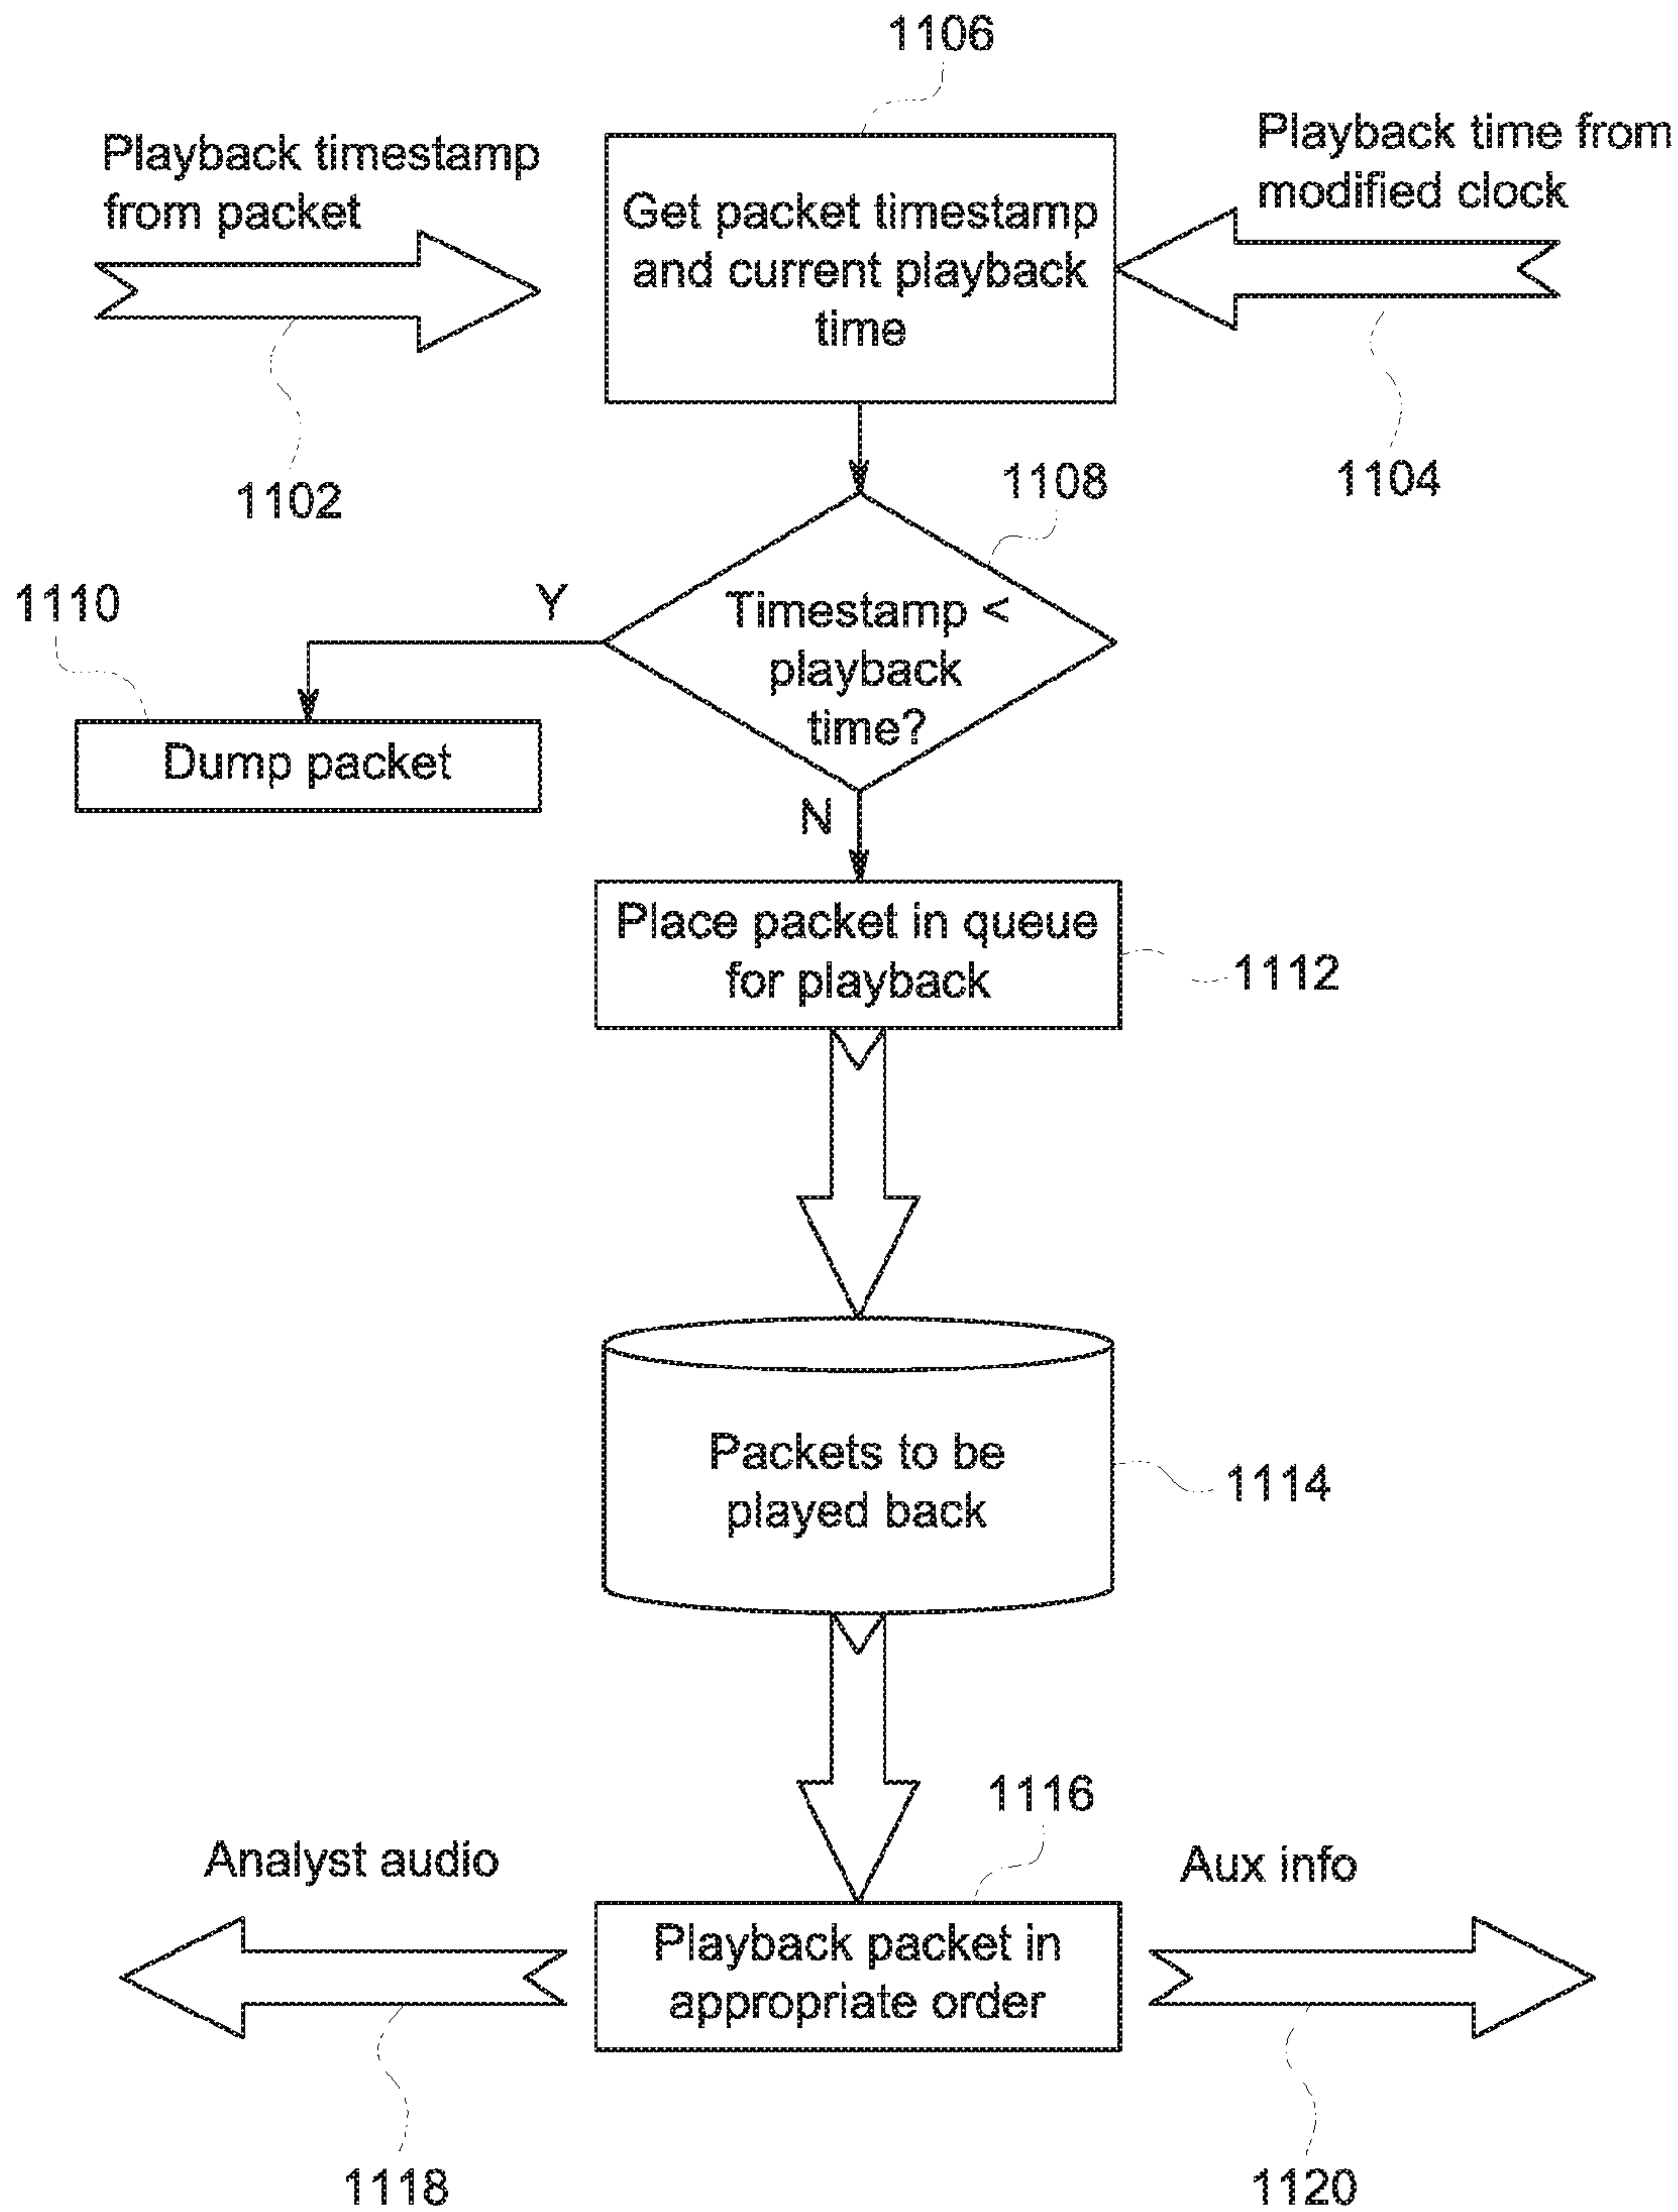 1106
Playback timestamp
from packet
Playback time from
modified clock
Get packet timestamp
and current playback
time
1102
1104
1108
1110
Y
Timestamp <
playback
time?
Dump packet
N
Place packet in queue
for playback
1112
Packets to be
played back
1114
1116
Analyst audio
Aux info
Playback packet in
appropriate order
1118
1120